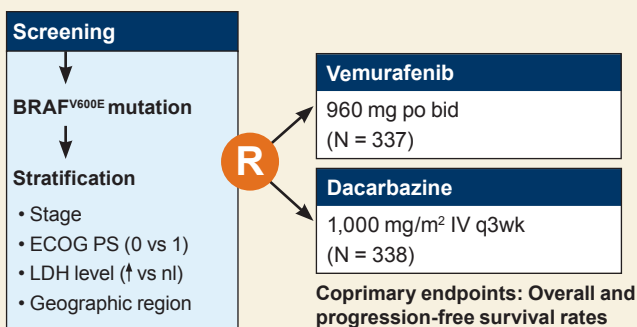 Screening
BRAFV600E mutation
Stratification
• Stage
• ECOG PS (0 vs 1)
• LDH level (↑ vs nl)
• Geographic region
R
Vemurafenib
960 mg po bid
(N = 337)
Dacarbazine
1,000 mg/m² IV q3wk
(N = 338)
Coprimary endpoints: Overall and
progression-free survival rates